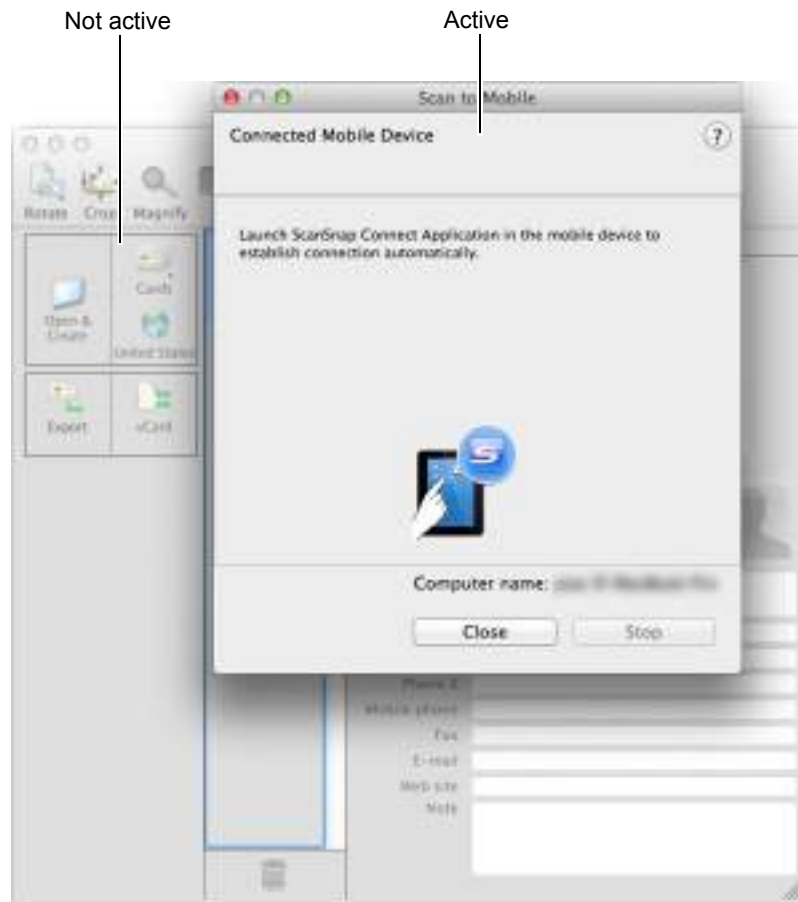 Not active
Active
Scan to Mobile
Connected Mobile Device
?
Rotate Crop Magnify
Launch ScanSnap Connect Application in the mobile device to
establish connection automatically.
Cards
Open &
Create
United States
Export vCard
Computer name:
Close Stop
Phone 2
Mobile phone
Fax
E-mail
Web site
Note